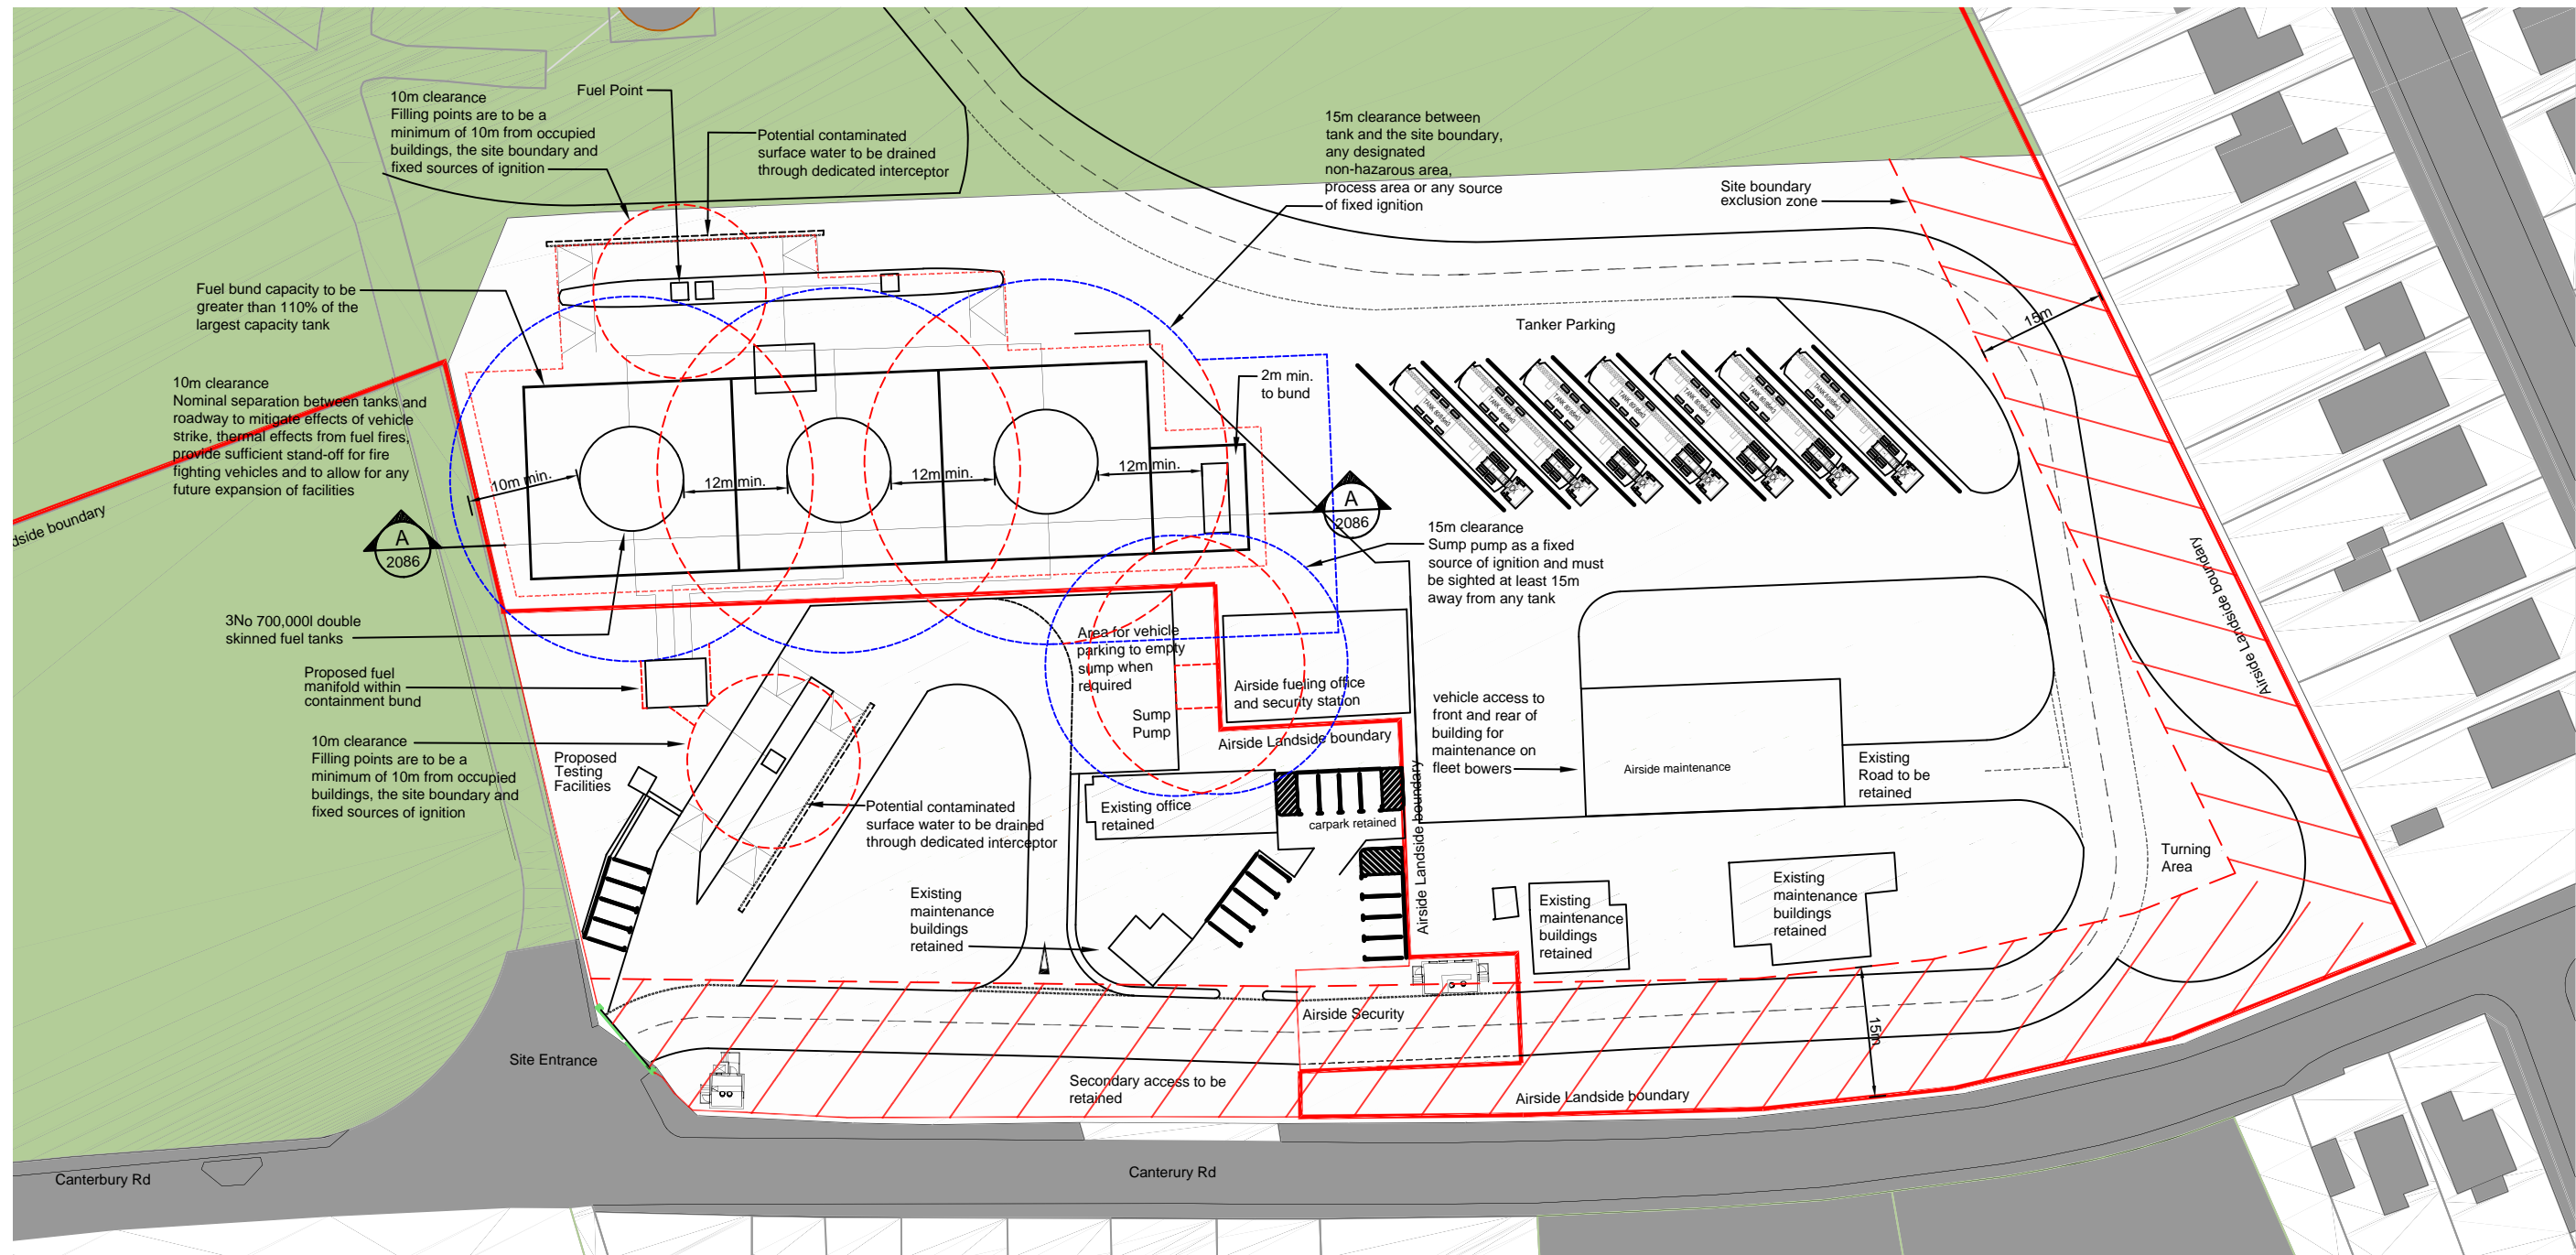 10m clearance
Filling points are to be a
minimum of 10m from occupied
buildings, the site boundary and
fixed sources of ignition
Fuel Point
Potential contaminated
surface water to be drained
through dedicated interceptor
15m clearance between
tank and the site boundary,
any designated
non-hazarous area,
process area or any source
of fixed ignition
Site boundary
exclusion zone
Fuel bund capacity to be
greater than 110% of the
largest capacity tank
Tanker Parking
15m
10m clearance
Nominal separation between tanks and
roadway to mitigate effects of vehicle
strike, thermal effects from fuel fires,
provide sufficient stand-off for fire
fighting vehicles and to allow for any
future expansion of facilities
2m min.
to bund
10m min.
12m min.
12m min.
12m min.
dside boundary
A
2086
A
2086
15m clearance
Sump pump as a fixed
source of ignition and must
be sighted at least 15m
away from any tank
Airside Landside boundary
3No 700,000l double
skinned fuel tanks
Area for vehicle
parking to empty
sump when
required
Sump
Pump
Airside fueling office
and security station
Airside Landside boundary
Proposed fuel
manifold within
containment bund
vehicle access to
front and rear of
building for
maintenance on
fleet bowers
Airside maintenance
Existing
Road to be
retained
10m clearance
Filling points are to be a
minimum of 10m from occupied
buildings, the site boundary and
fixed sources of ignition
Proposed
Testing
Facilities
Potential contaminated
surface water to be drained
through dedicated interceptor
Existing office
retained
carpark retained
Airside Landside boundary
Turning
Area
Existing
maintenance
buildings
retained
Existing
maintenance
buildings
retained
Existing
maintenance
buildings
retained
Airside Security
15m
Site Entrance
Secondary access to be
retained
Airside Landside boundary
Canterbury Rd
Canterury Rd